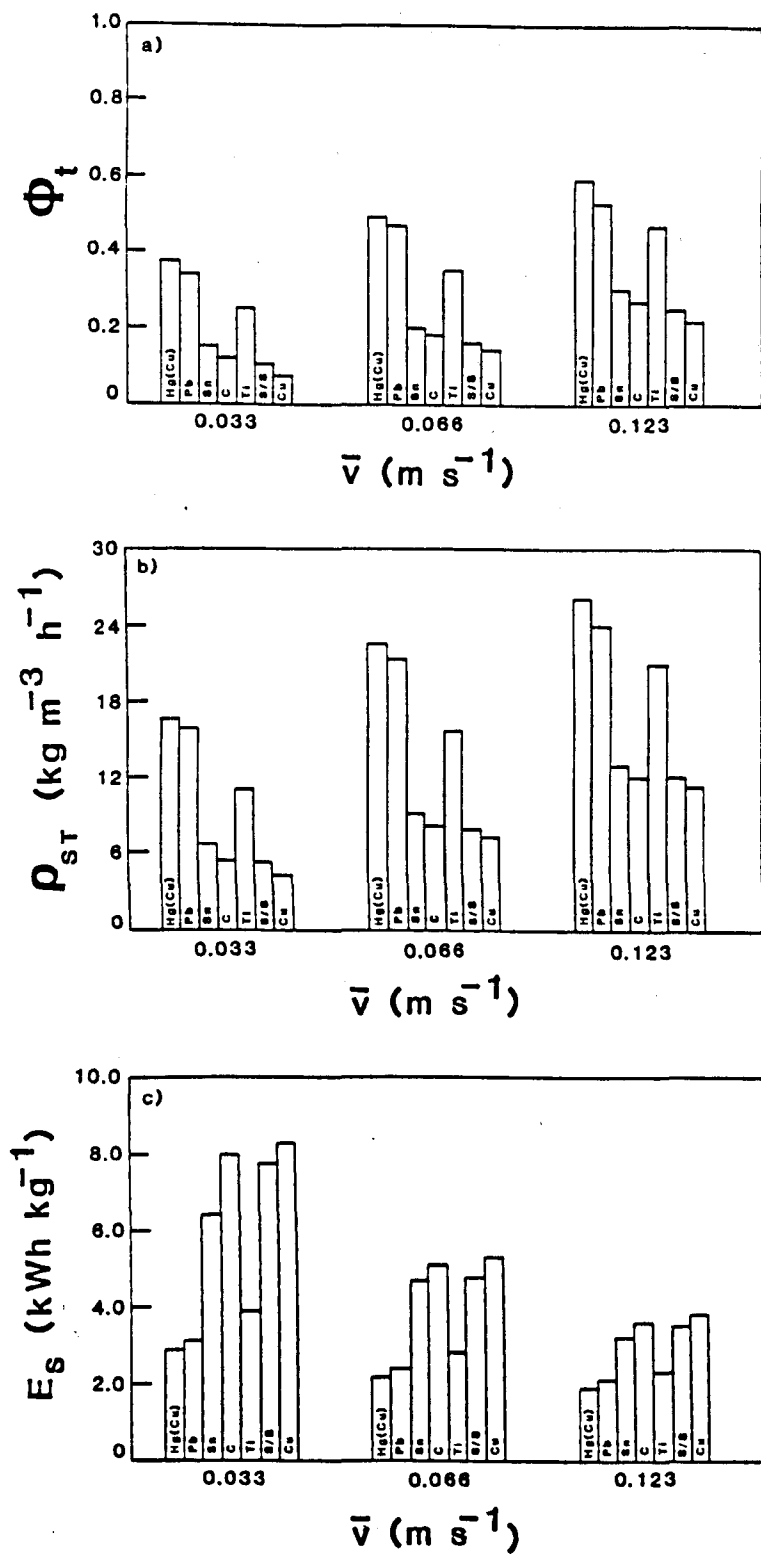 a)
Φt
1.0
0.8
0.6
0.4
0.2
0
Hg(Cu) Pb Sn C Ti S/S Cu
Hg(Cu) Pb Sn C Ti S/S Cu
Hg(Cu) Pb Sn C Ti S/S Cu
0.033 0.066 0.123
v̄ (m s⁻¹)
b)
ρST (kg m⁻³ h⁻¹)
30
24
18
12
6
0
Hg(Cu) Pb Sn C Ti S/S Cu
Hg(Cu) Pb Sn C Ti S/S Cu
Hg(Cu) Pb Sn C Ti S/S Cu
0.033 0.066 0.123
v̄ (m s⁻¹)
c)
ES (kWh kg⁻¹)
10.0
8.0
6.0
4.0
2.0
0
Hg(Cu) Pb Sn C Ti S/S Cu
Hg(Cu) Pb Sn C Ti S/S Cu
Hg(Cu) Pb Sn C Ti S/S Cu
0.033 0.066 0.123
v̄ (m s⁻¹)